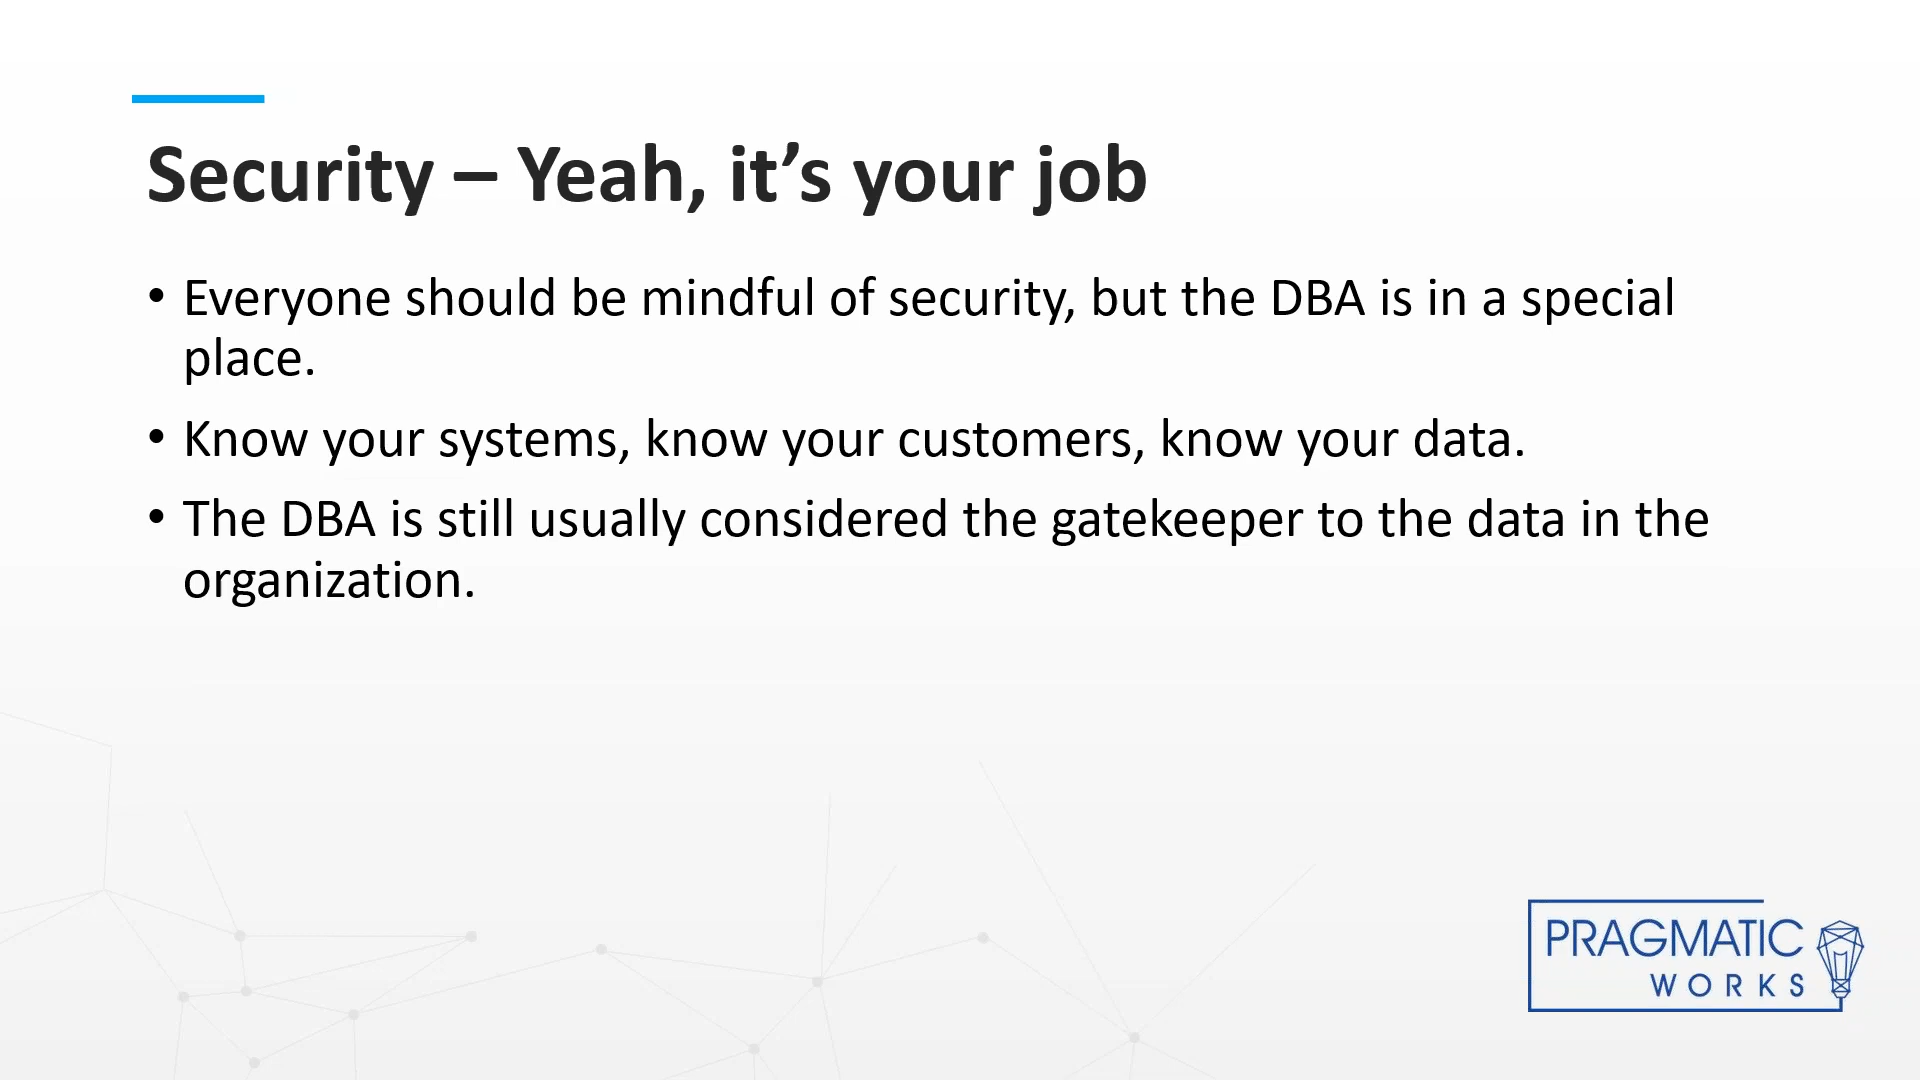 Security – Yeah, it’s your job
• Everyone should be mindful of security, but the DBA is in a special
place.
• Know your systems, know your customers, know your data.
• The DBA is still usually considered the gatekeeper to the data in the
organization.
PRAGMATIC
WORKS